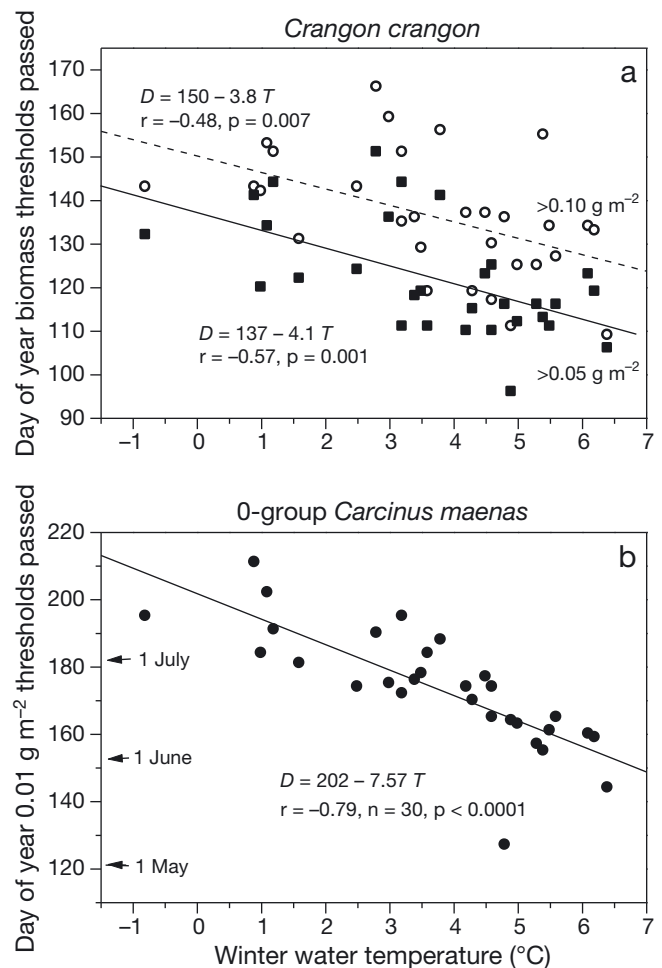 Crangon crangon
a
Day of year biomass thresholds passed
170
160
150
140
130
120
110
100
90
D = 150 – 3.8 T
r = –0.48, p = 0.007
>0.10 g m–2
D = 137 – 4.1 T
r = –0.57, p = 0.001
>0.05 g m–2
–1 0 1 2 3 4 5 6 7
0-group Carcinus maenas
b
Day of year 0.01 g m–2 thresholds passed
220
200
180
160
140
120
1 July
1 June
1 May
D = 202 – 7.57 T
r = –0.79, n = 30, p < 0.0001
–1 0 1 2 3 4 5 6 7
Winter water temperature (°C)